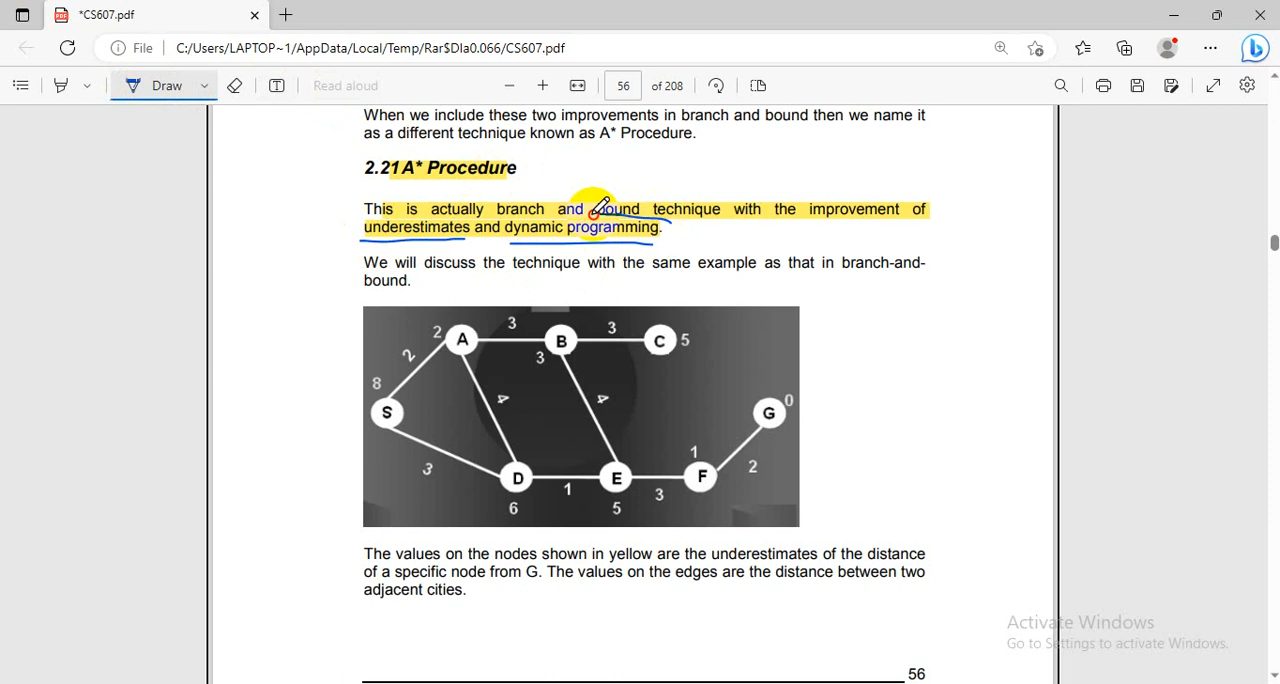 *CS607.pdf
File
C:/Users/LAPTOP~1/AppData/Local/Temp/Rar$DIa0.066/CS607.pdf
Draw
Read aloud
56 of 208
When we include these two improvements in branch and bound then we name it
as a different technique known as A* Procedure.
2.21A* Procedure
This is actually branch and bound technique with the improvement of
underestimates and dynamic programming.
We will discuss the technique with the same example as that in branch-and-
bound.
2 A 3 B 3 C 5
3
2
8
S
4
4
0
G
3
1
D 1 E 3 F 2
6 5
The values on the nodes shown in yellow are the underestimates of the distance
of a specific node from G. The values on the edges are the distance between two
adjacent cities.
Activate Windows
Go to Settings to activate Windows.
56